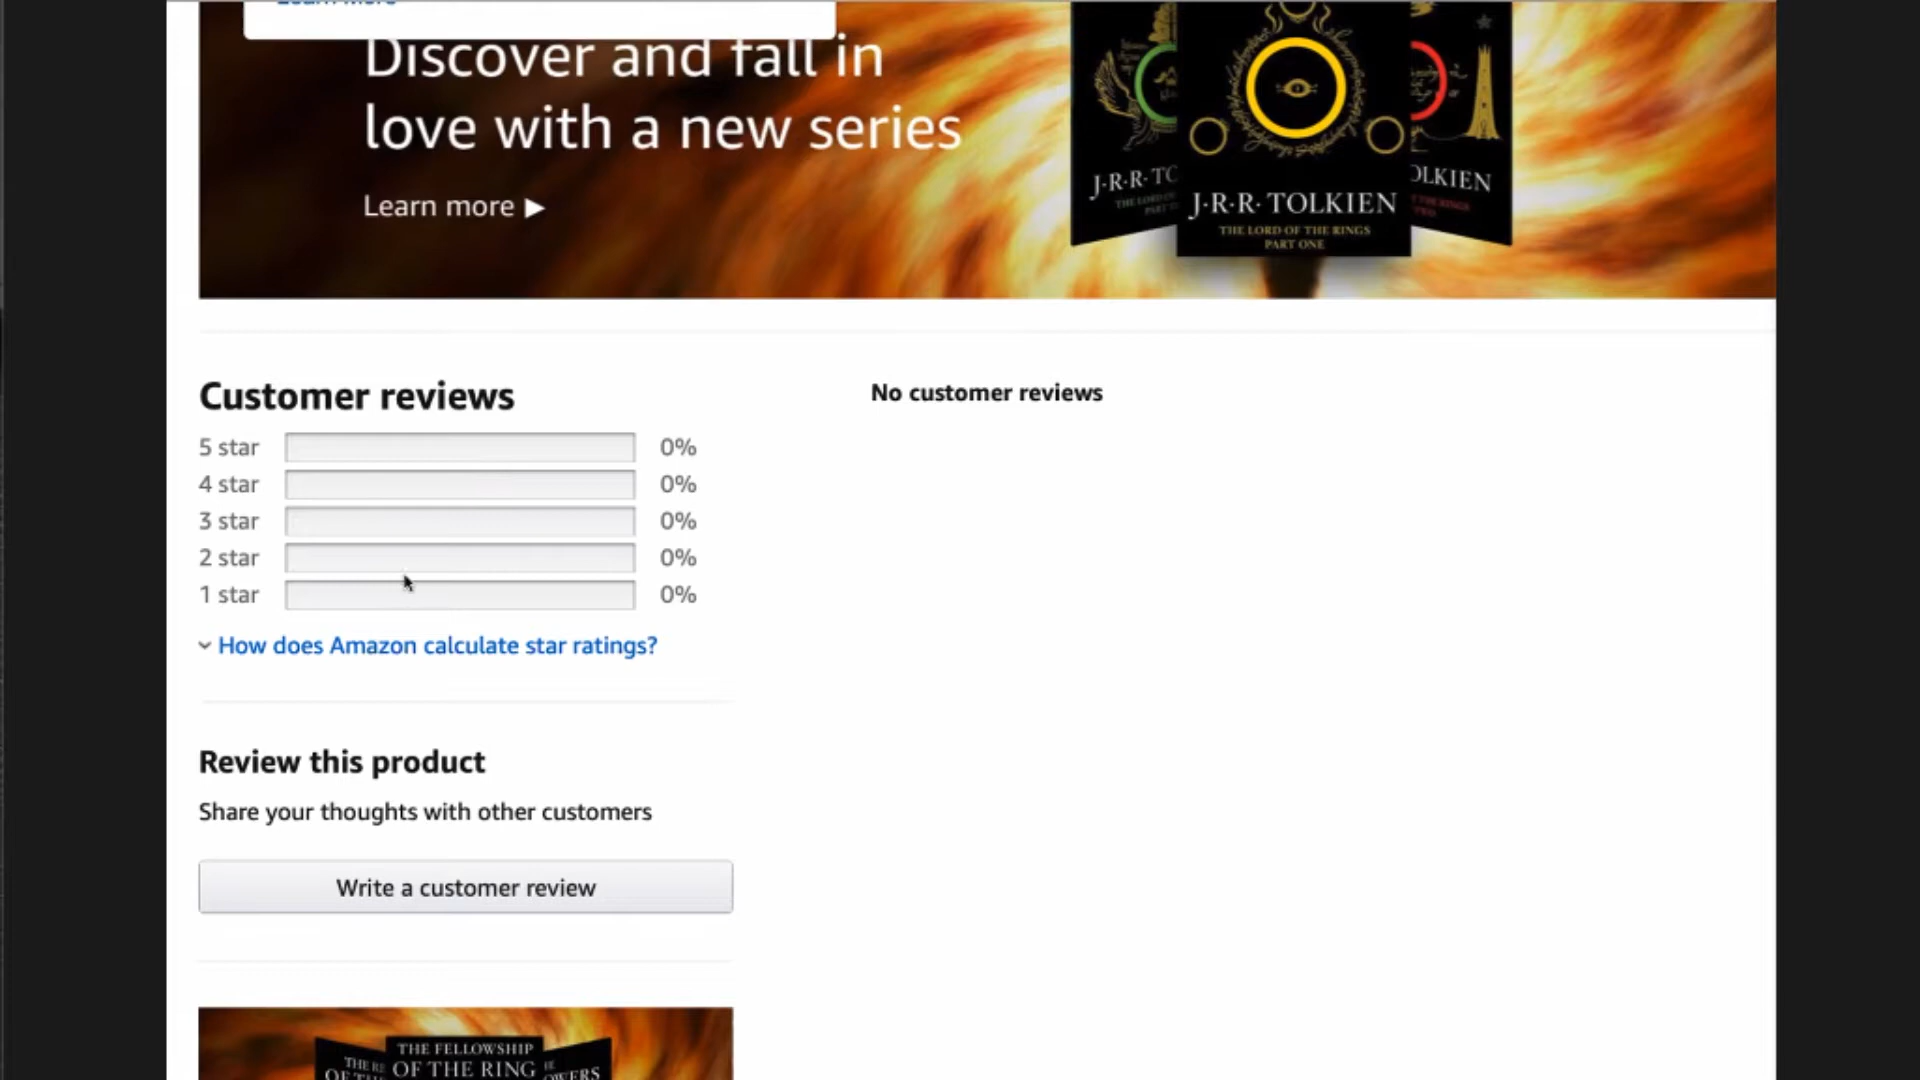 Learn More
Discover and fall in
love with a new series
Learn more ▶
J·R·R·TOLKIEN
THE LORD OF THE RINGS
PART ONE
Customer reviews
5 star 0%
4 star 0%
3 star 0%
2 star 0%
1 star 0%
How does Amazon calculate star ratings?
No customer reviews
Review this product
Share your thoughts with other customers
Write a customer review
THE FELLOWSHIP
OF THE RING